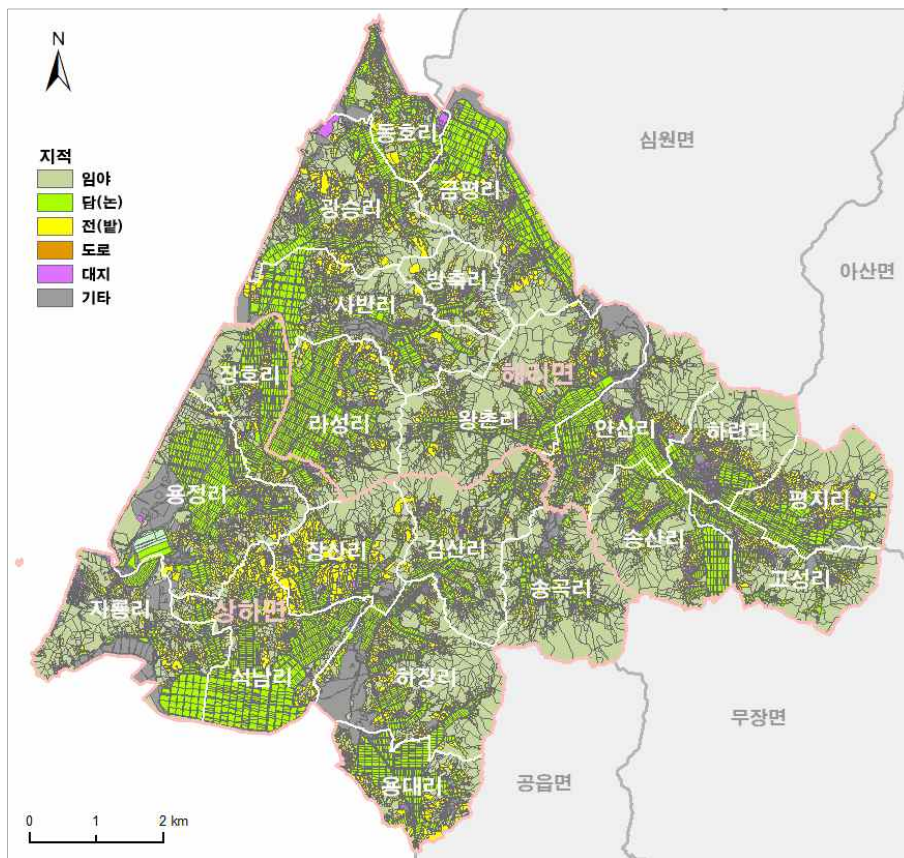 N
지적
임야
답(논)
전(밭)
도로
대지
기타
심원면
아산면
무장면
공읍면
동호리
금평리
광승리
방축리
사반리
해리면
장호리
라성리
왕촌리
안산리
하련리
평지리
용정리
장산리
검산리
송산리
고성리
송곡리
자룡리
상하면
석남리
하장리
용대리
0 1 2 km